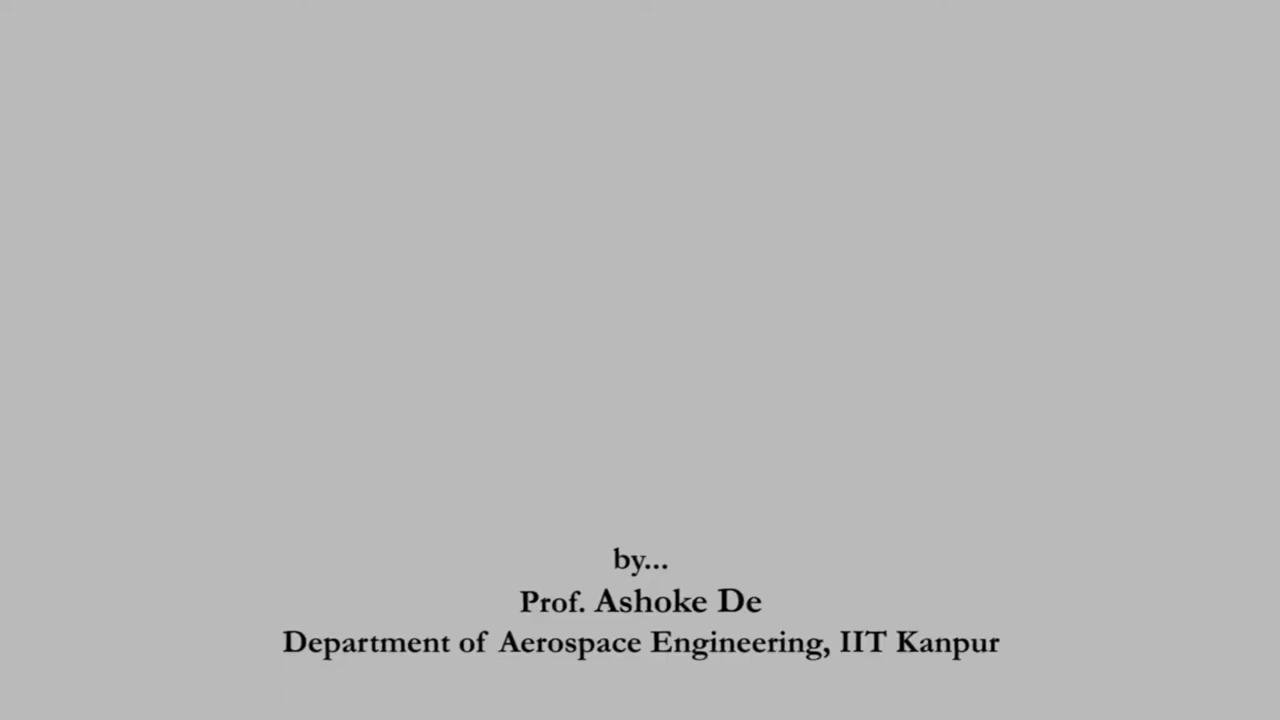 by...
Prof. Ashoke De
Department of Aerospace Engineering, IIT Kanpur